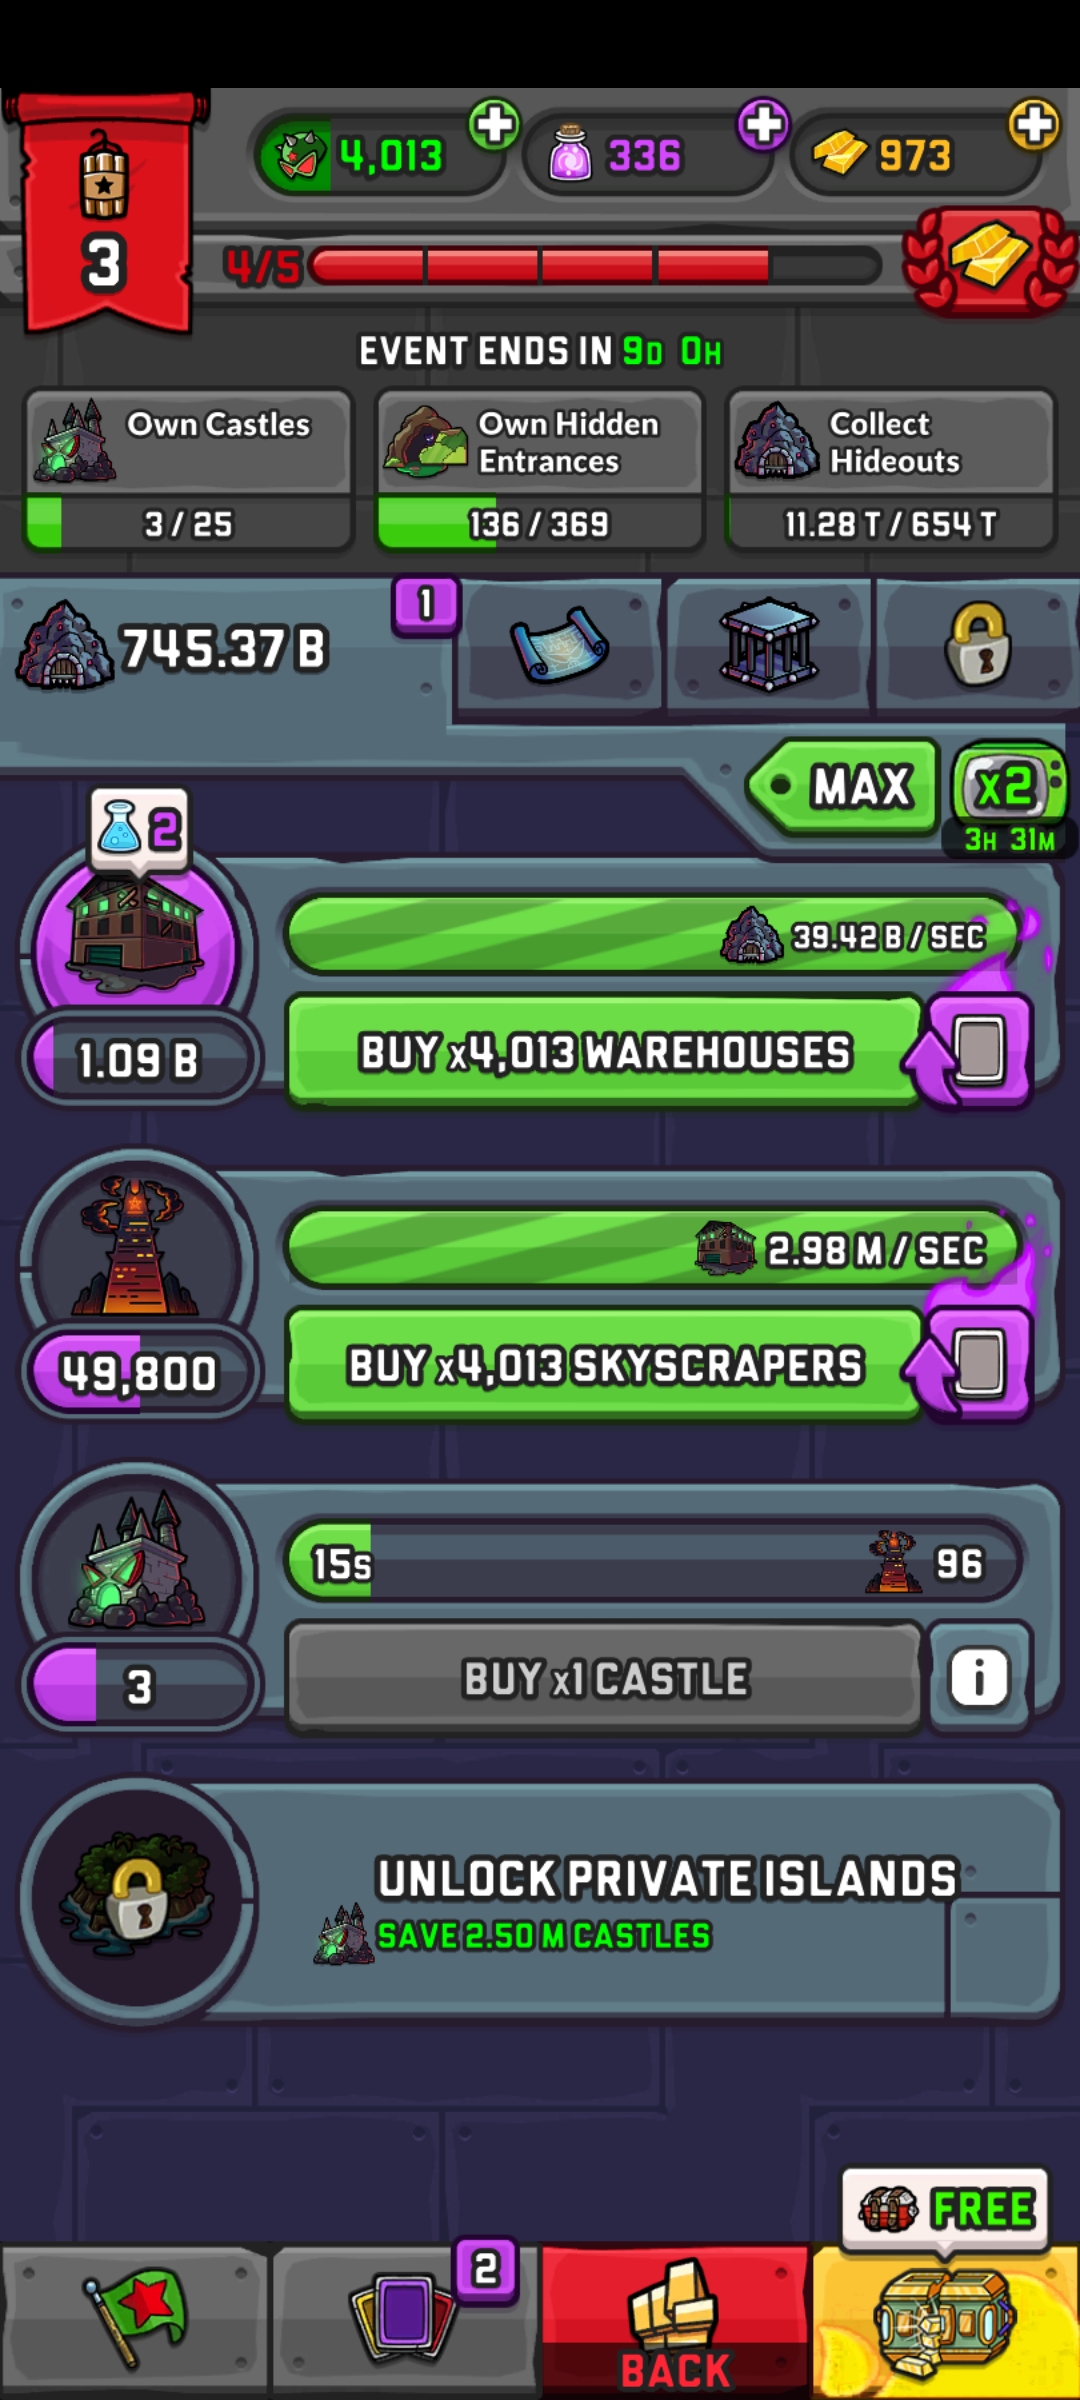 4,013
336
973
3
4/5
EVENT ENDS IN 9D 0H
Own Castles
3 / 25
Own Hidden
Entrances
136 / 369
Collect
Hideouts
11.28 T / 654 T
745.37 B
1
MAX
x2
3H 31M
2
39.42 B / SEC
1.09 B
BUY x4,013 WAREHOUSES
2.98 M / SEC
49,800
BUY x4,013 SKYSCRAPERS
15s
96
3
BUY x1 CASTLE
i
UNLOCK PRIVATE ISLANDS
SAVE 2.50 M CASTLES
FREE
2
BACK